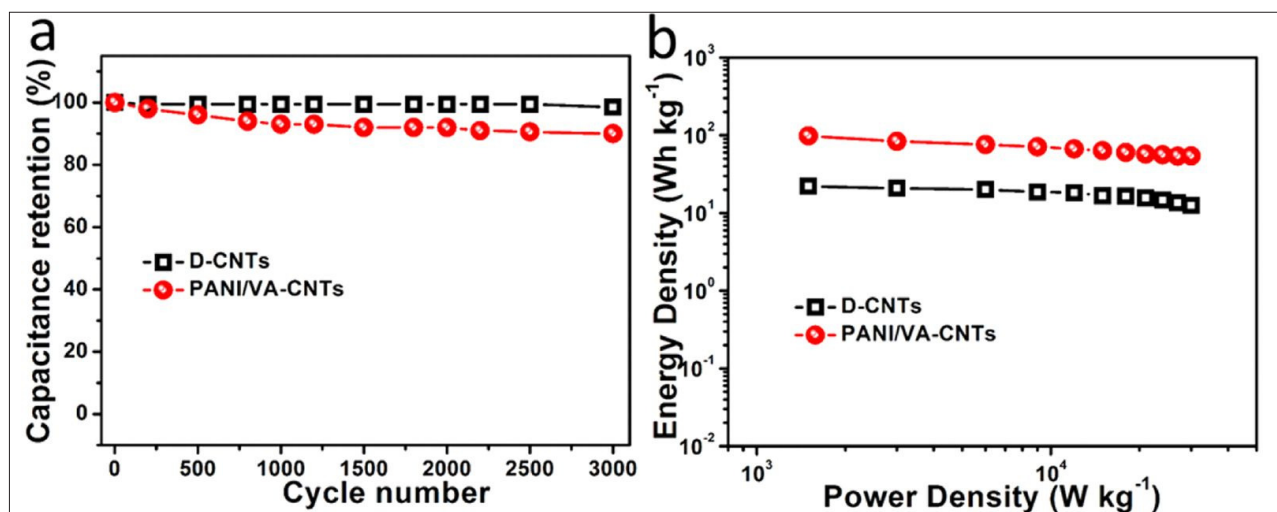 a
Capacitance retention (%)
100
80
60
40
20
0
D-CNTs
PANI/VA-CNTs
0 500 1000 1500 2000 2500 3000
Cycle number
b
Energy Density (Wh kg⁻¹)
10³
10²
10¹
10⁰
10⁻¹
10⁻²
D-CNTs
PANI/VA-CNTs
10³ 10⁴
Power Density (W kg⁻¹)